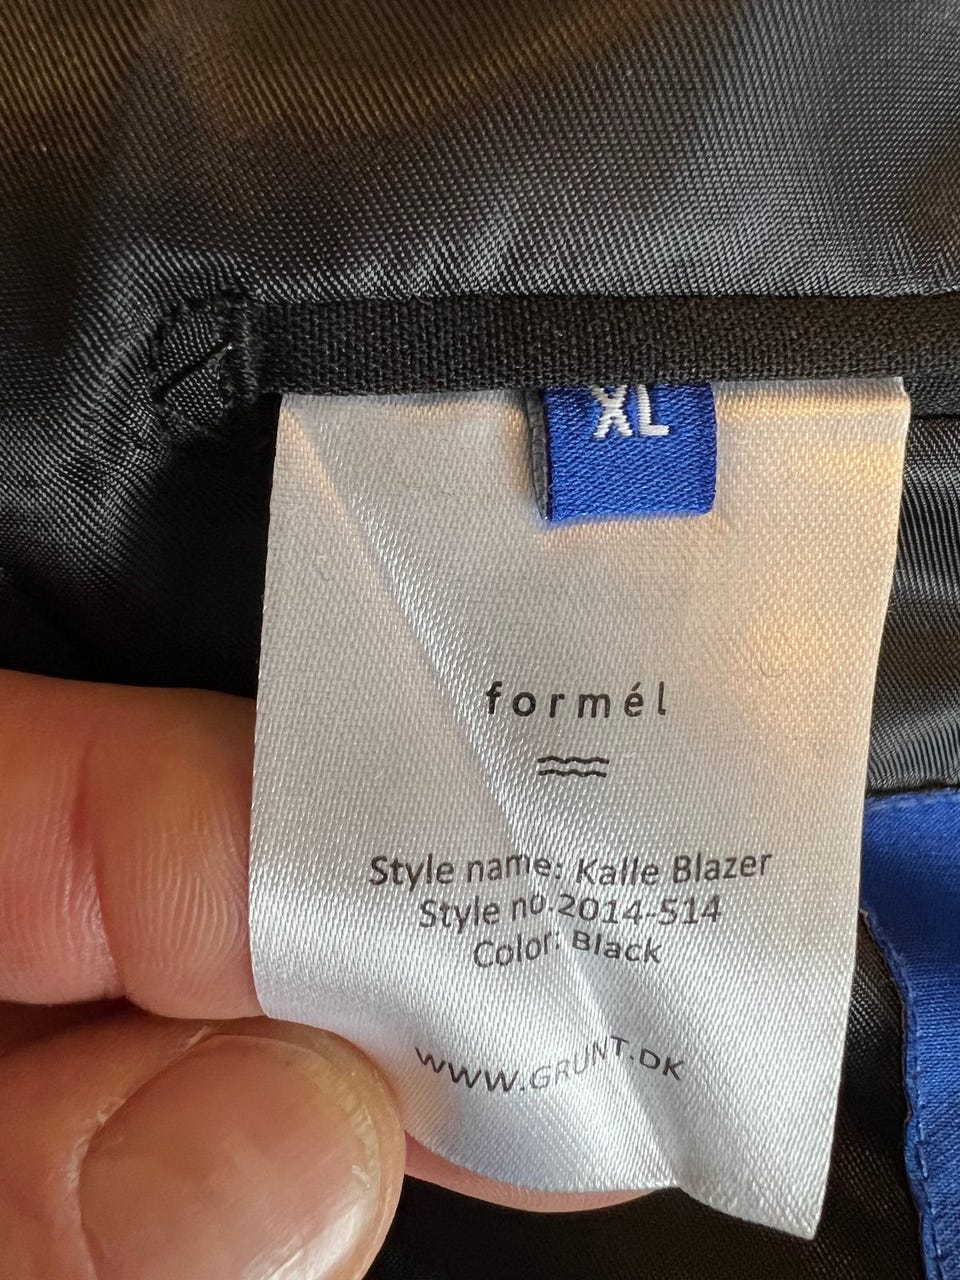 XL
formél
Style name: Kalle Blazer
Style no.2014-514
Color: Black
WWW.GRUNT.DK